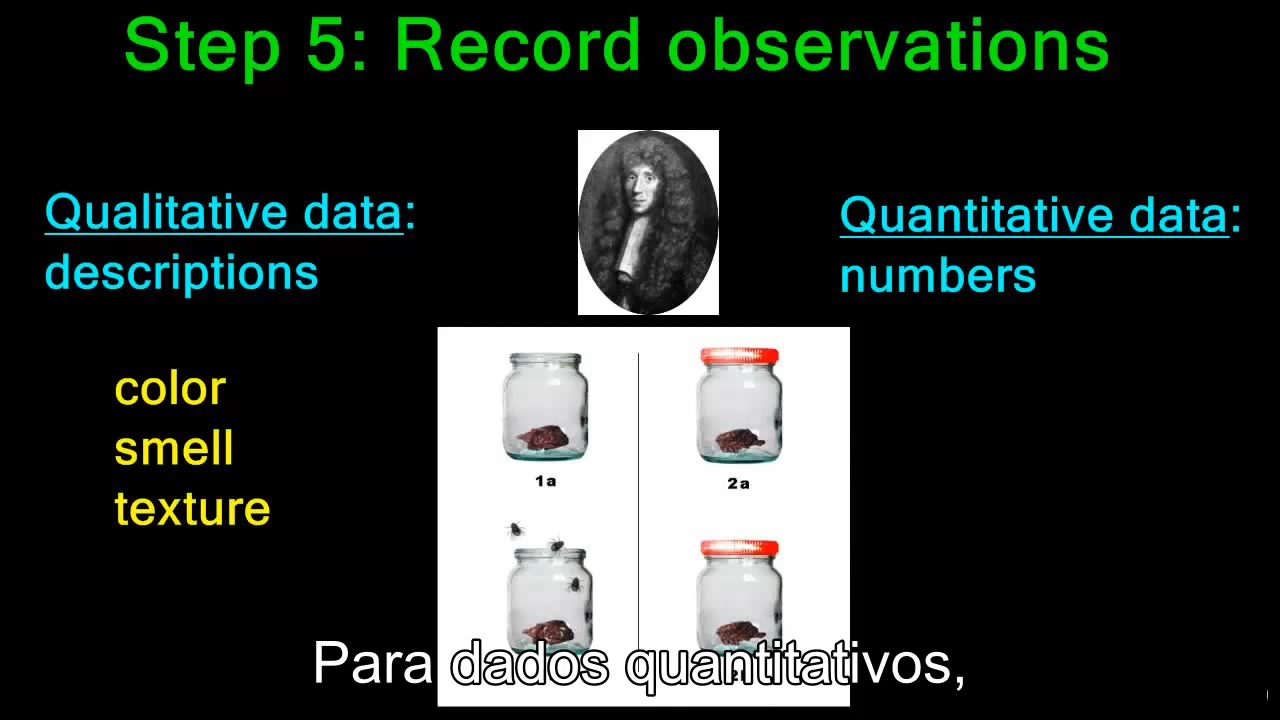 Step 5: Record observations
Qualitative data:
descriptions
Quantitative data:
numbers
color
smell
texture
1a
2a
Para dados quantitativos,